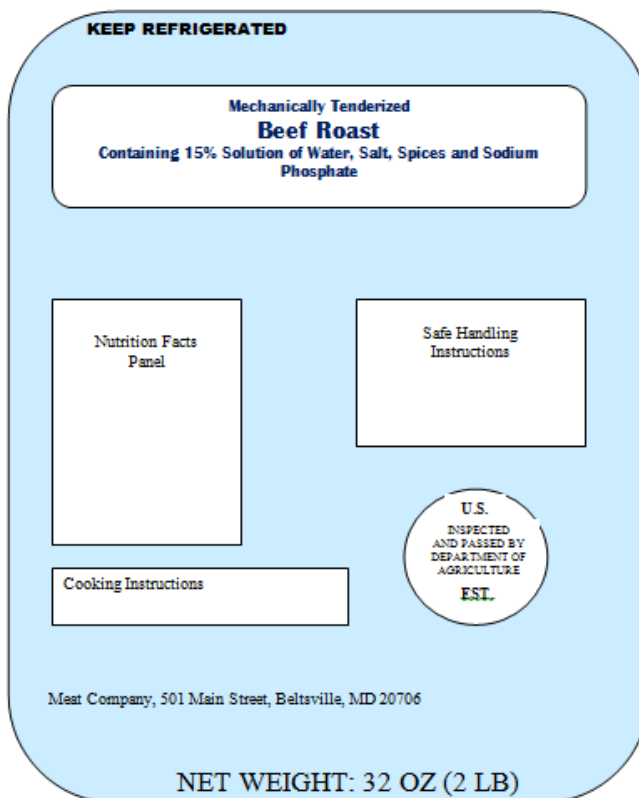 KEEP REFRIGERATED
Mechanically Tenderized
Beef Roast
Containing 15% Solution of Water, Salt, Spices and Sodium
Phosphate
Nutrition Facts
Panel
Safe Handling
Instructions
U.S.
INSPECTED
AND PASSED BY
DEPARTMENT OF
AGRICULTURE
EST.
Cooking Instructions
Meat Company, 501 Main Street, Beltsville, MD 20706
NET WEIGHT: 32 OZ (2 LB)